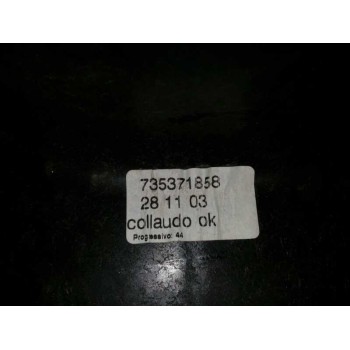 735371858
28 11 03
collaudo ok
Progressivo: 44